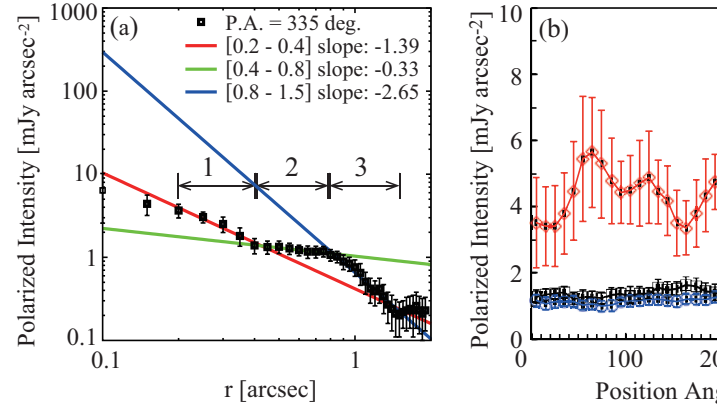 (a)
P.A. = 335 deg.
[0.2 - 0.4] slope: -1.39
[0.4 - 0.8] slope: -0.33
[0.8 - 1.5] slope: -2.65
1 2 3
1000
100
10
1
0.1
0.1 1
r [arcsec]
Polarized Intensity [mJy arcsec-2]
(b)
10
8
6
4
2
0
0 100
Position
Polarized Intensity [mJy arcsec-2]